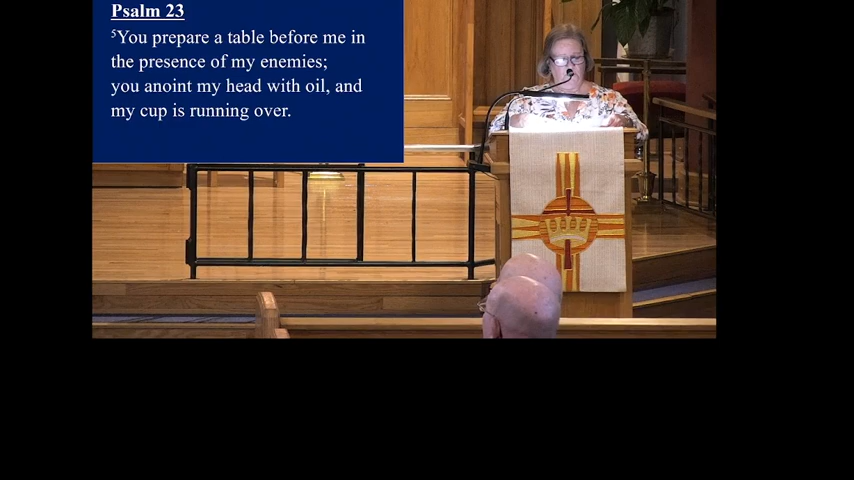 Psalm 23
⁵You prepare a table before me in
the presence of my enemies;
you anoint my head with oil, and
my cup is running over.